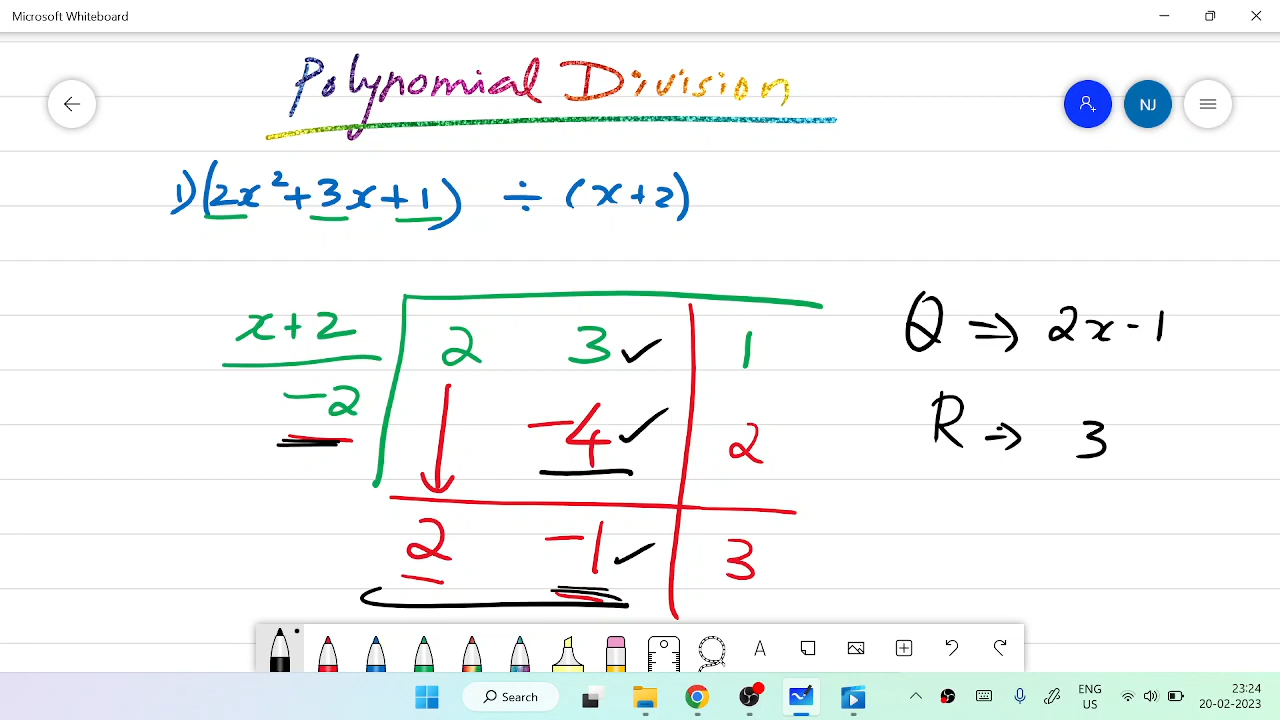 Microsoft Whiteboard
Polynomial Division
NJ
1) (2x²+3x+1) ÷ (x+2)
x+2 2 3 ✓ 1
Q ⇒ 2x-1
-2 -4 ✓ 2
R → 3
2 -1 ✓ 3
A
Search
ENG
US
23:24
20-02-2023